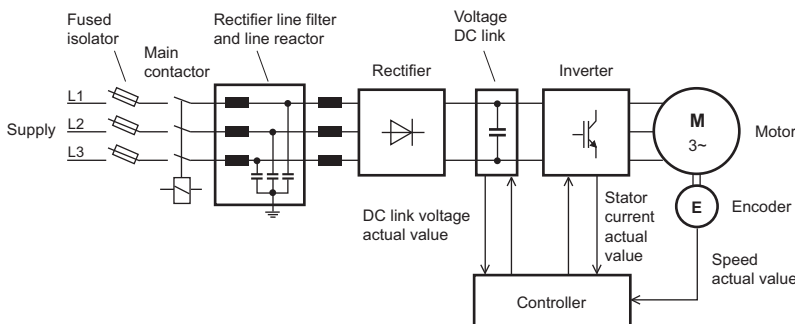 Fused
isolator
Rectifier line filter
and line reactor
Voltage
DC link
Main
contactor
Rectifier
Inverter
L1
L2
L3
Supply
M
3~
Motor
E
Encoder
DC link voltage
actual value
Stator
current
actual
value
Speed
actual value
Controller